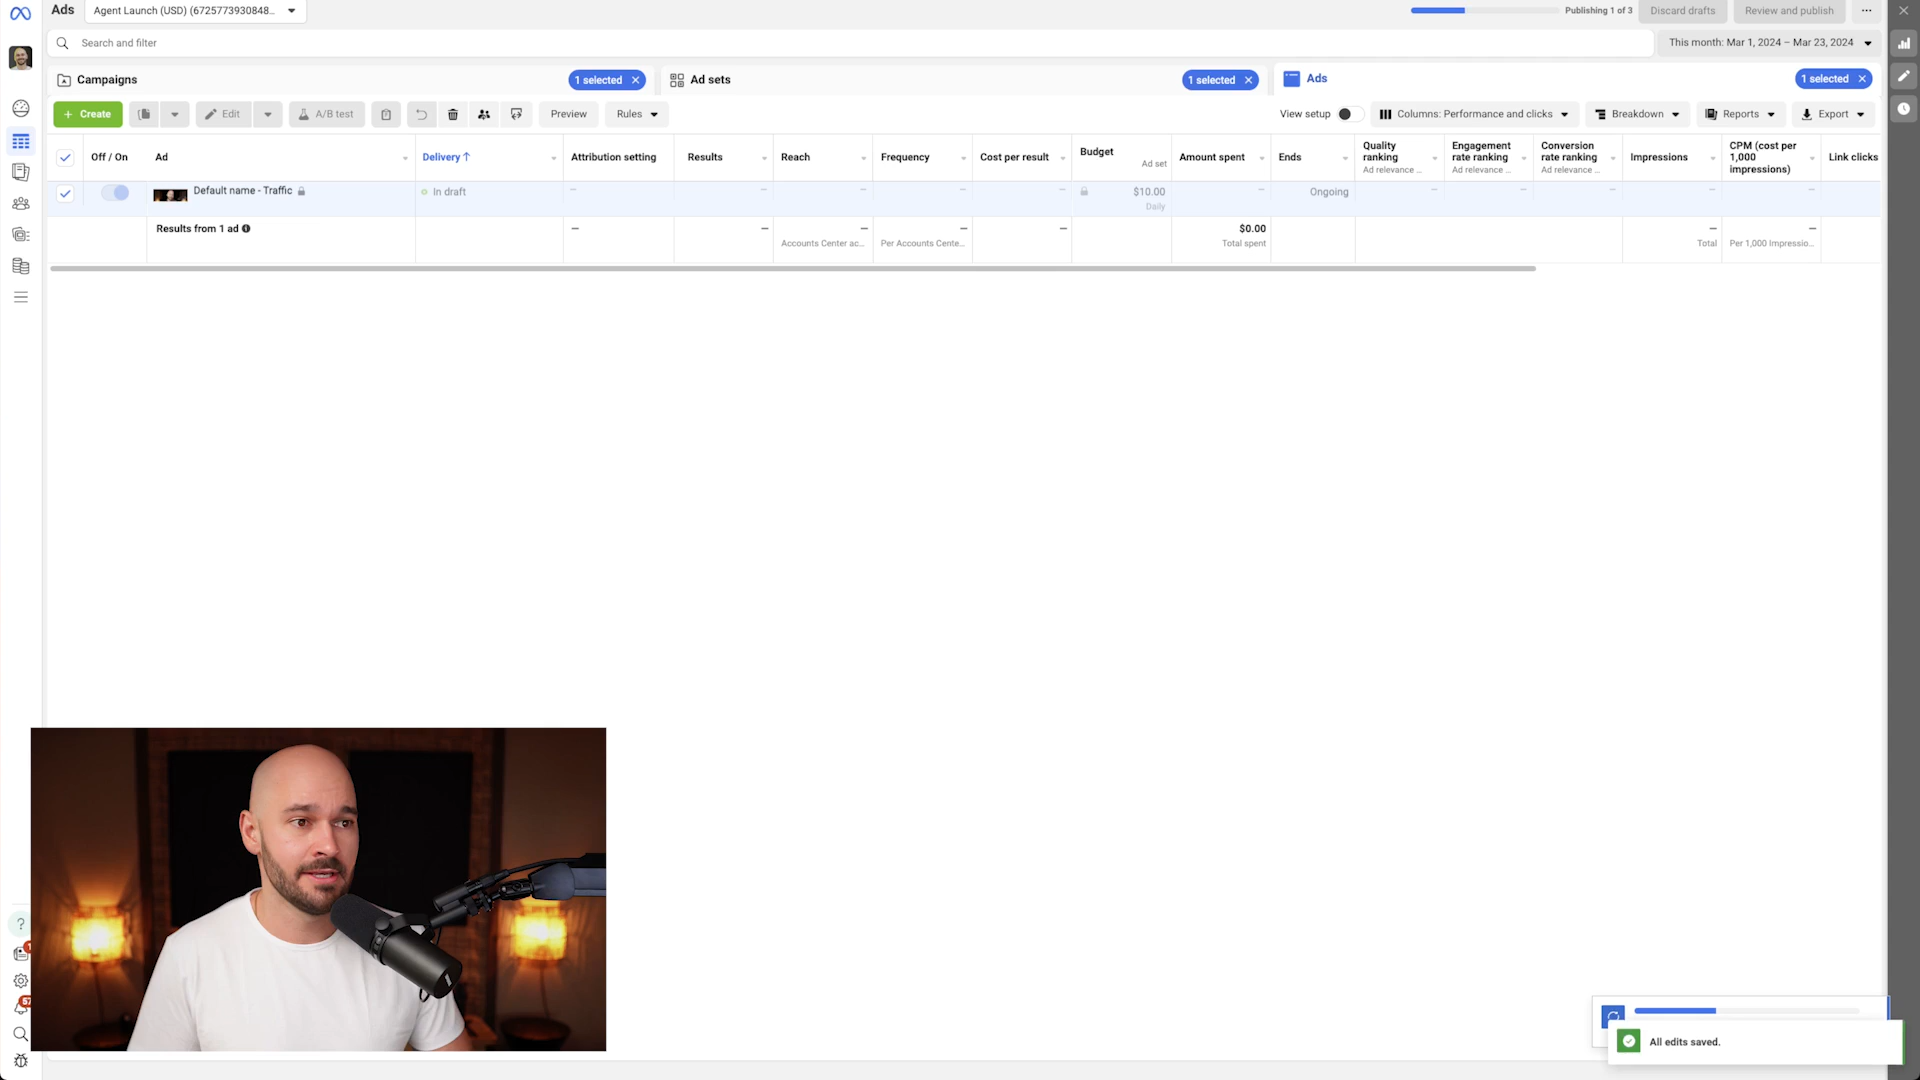 Ads
Agent Launch (USD) (6725773930848...
Publishing 1 of 3
Discard drafts
Review and publish
Search and filter
This month: Mar 1, 2024 – Mar 23, 2024
Campaigns
1 selected
Ad sets
1 selected
Ads
1 selected
+ Create
Edit
A/B test
Preview
Rules
View setup
Columns: Performance and clicks
Breakdown
Reports
Export
Off / On
Ad
Delivery ↑
Attribution setting
Results
Reach
Frequency
Cost per result
Budget
Ad set
Amount spent
Ends
Quality
ranking
Ad relevance ...
Engagement
rate ranking
Ad relevance ...
Conversion
rate ranking
Ad relevance ...
Impressions
CPM (cost per
1,000
impressions)
Link clicks
Default name - Traffic
In draft
–
–
–
–
–
$10.00
Daily
–
Ongoing
–
–
–
–
–
Results from 1 ad
–
–
–
Accounts Center ac...
–
Per Accounts Cente...
–
$0.00
Total spent
–
Total
–
Per 1,000 Impressio...
?
57
All edits saved.